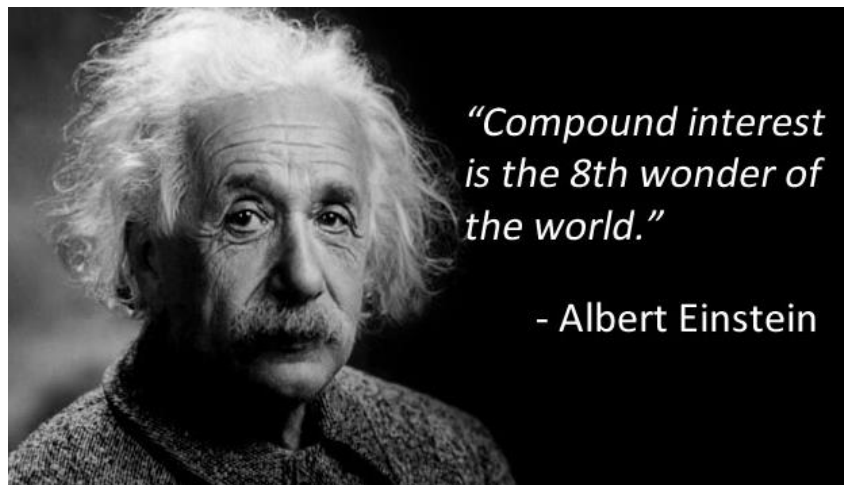 “Compound interest
is the 8th wonder of
the world.”
- Albert Einstein